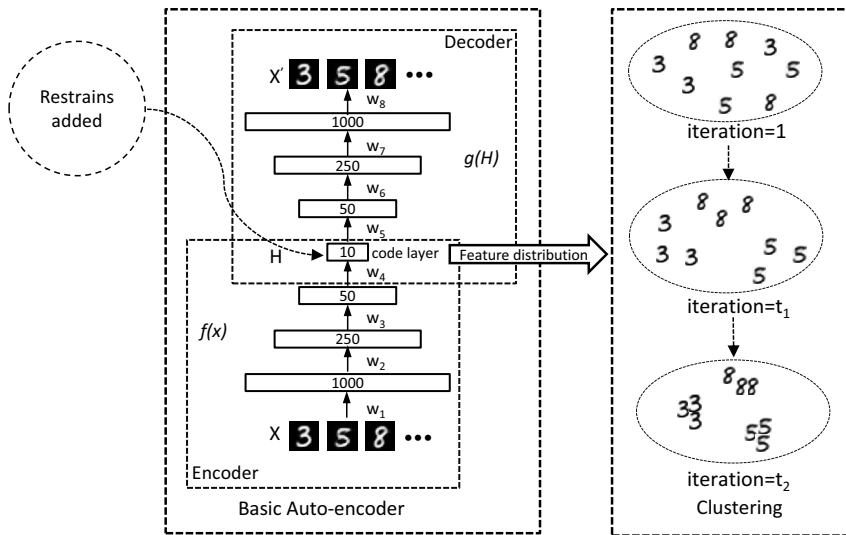 Restrains
added
Decoder
X′ 3 5 8 •••
w8
1000
w7
g(H)
250
w6
50
w5
H
10
code layer
w4
50
f(x)
w3
250
w2
1000
w1
X 3 5 8 •••
Encoder
Basic Auto-encoder
Feature distribution
8 8 3
3 5 5
3
5 8
iteration=1
8 8
3 8
5
3 3 5
5
iteration=t1
8
88
3 3
3
5 5
5
iteration=t2
Clustering